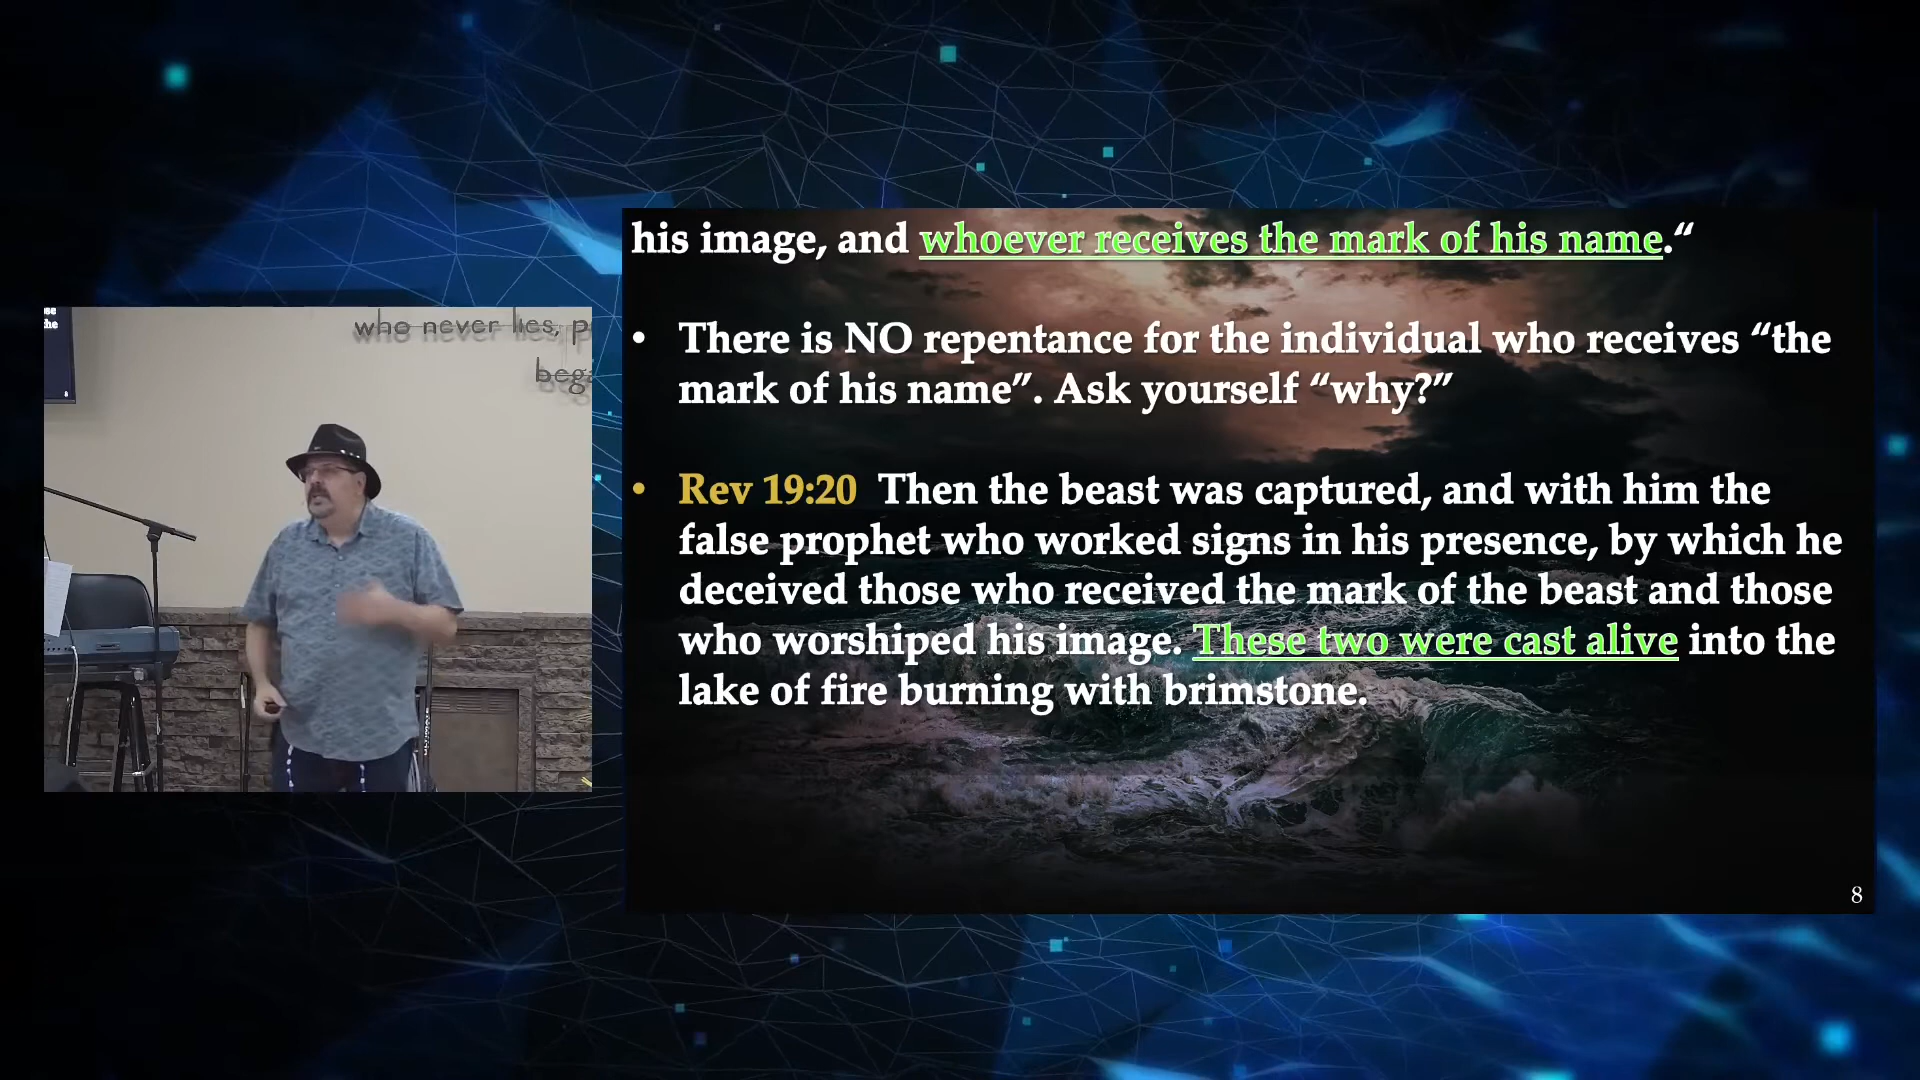 his image, and whoever receives the mark of his name.“
• There is NO repentance for the individual who receives “the
mark of his name”. Ask yourself “why?”
• Rev 19:20 Then the beast was captured, and with him the
false prophet who worked signs in his presence, by which he
deceived those who received the mark of the beast and those
who worshiped his image. These two were cast alive into the
lake of fire burning with brimstone.
8
who never lies, p
bega